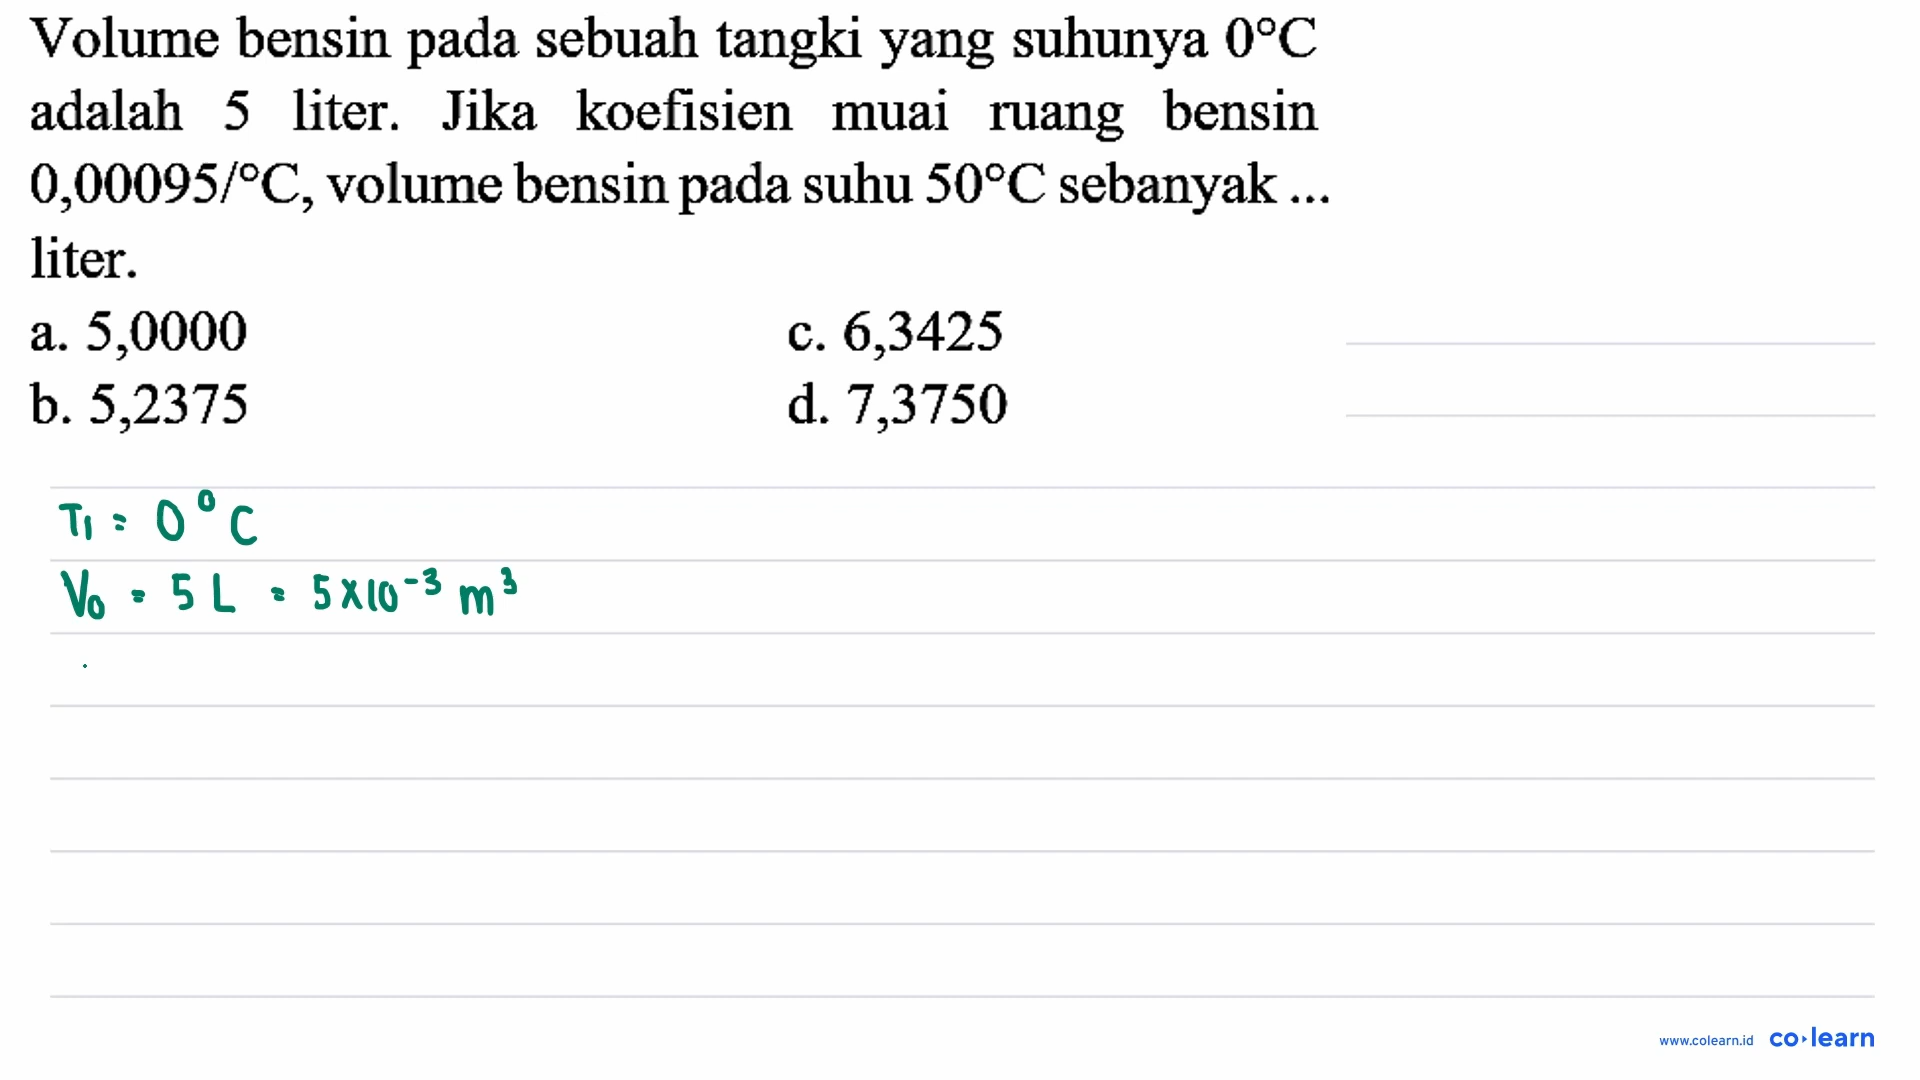 Volume bensin pada sebuah tangki yang suhunya 0°C
adalah 5 liter. Jika koefisien muai ruang bensin
0,00095/°C, volume bensin pada suhu 50°C sebanyak ...
liter.
a. 5,0000
c. 6,3425
b. 5,2375
d. 7,3750
T₁ = 0°C
V₀ = 5 L = 5×10⁻³ m³
www.colearn.id co·learn